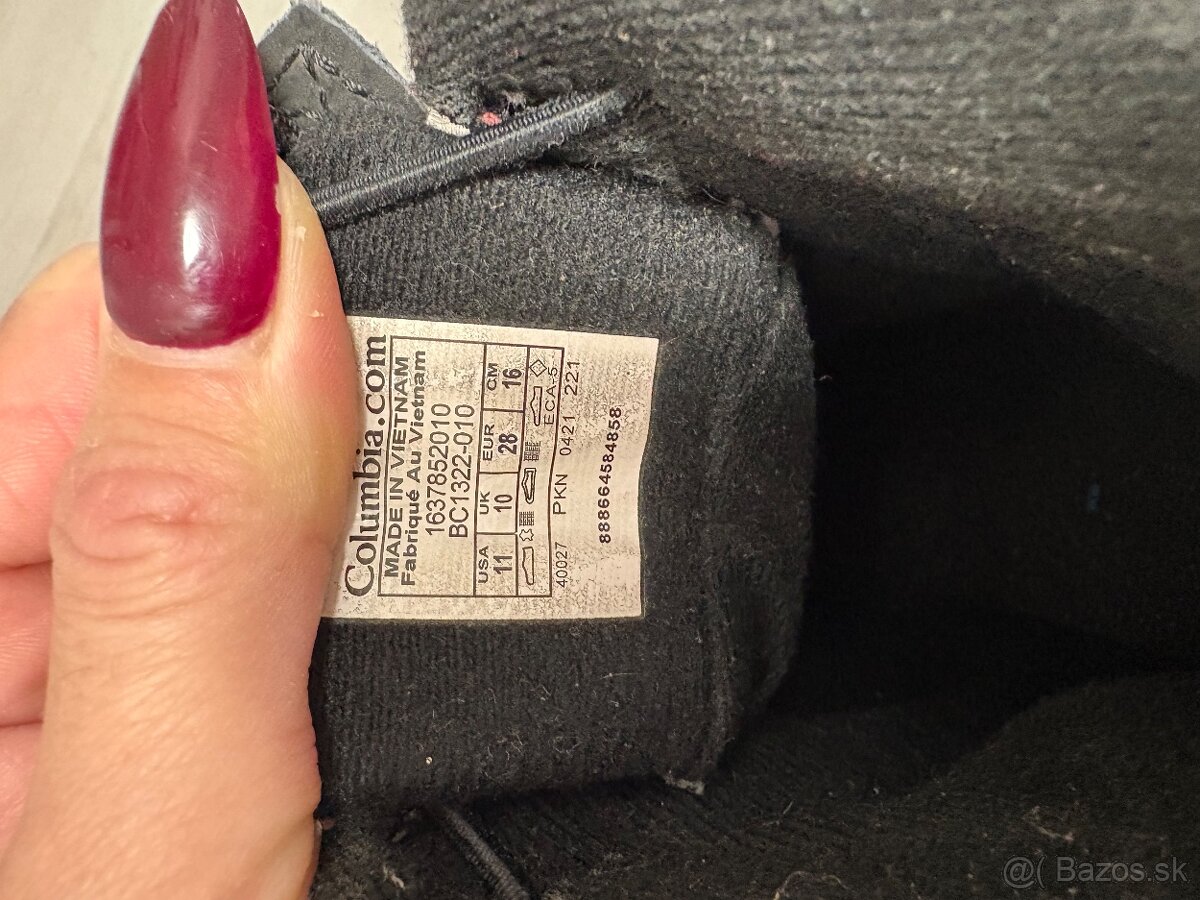 Columbia.com
MADE IN VIETNAM
Fabriqué Au Vietnam
1637852010
BC1322-010
USA UK EUR CM
11 10 28 16
ECA-5
40027 PKN 0421 221
888664584858
@( Bazos.sk